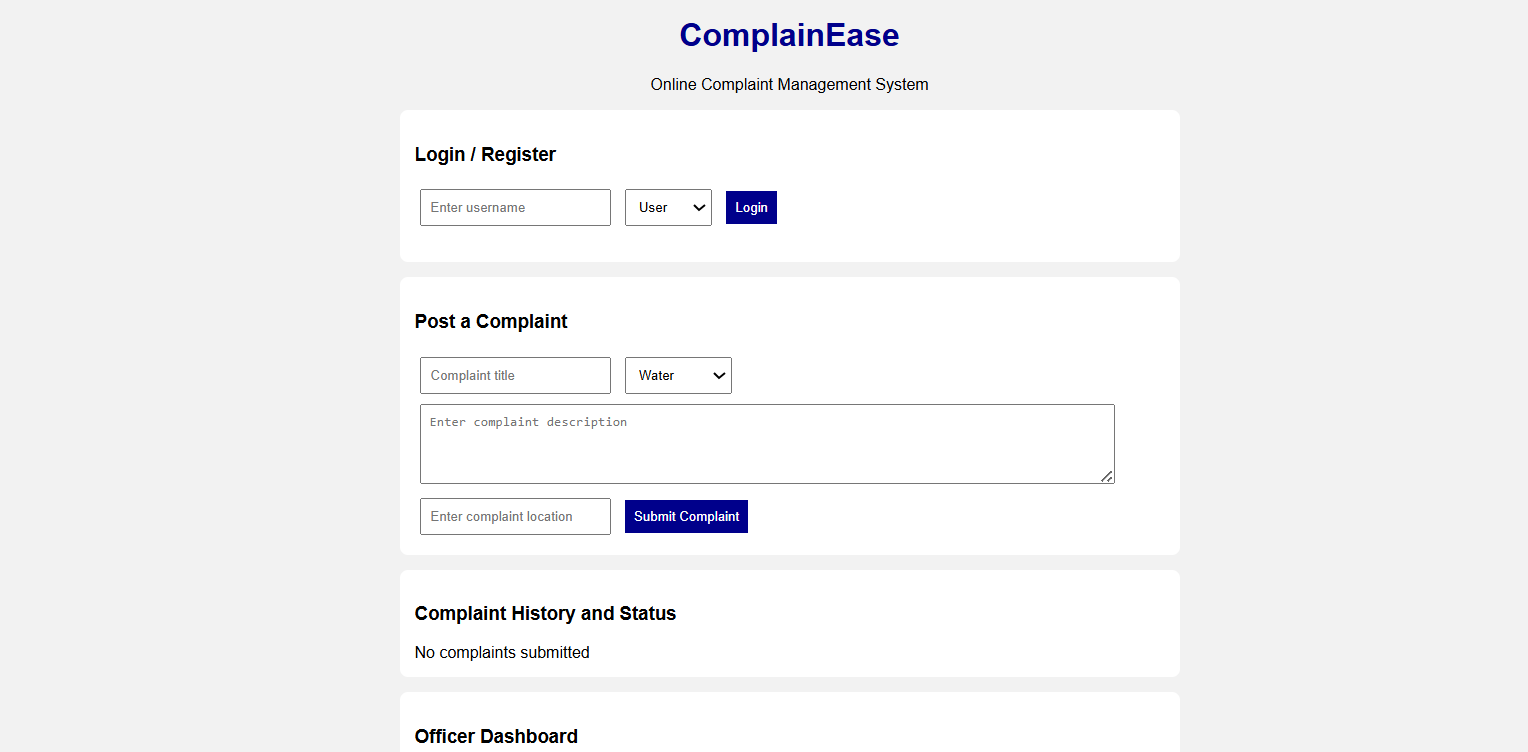 ComplainEase
Online Complaint Management System
Login / Register
Enter username User Login
Post a Complaint
Complaint title Water
Enter complaint description
Enter complaint location Submit Complaint
Complaint History and Status
No complaints submitted
Officer Dashboard